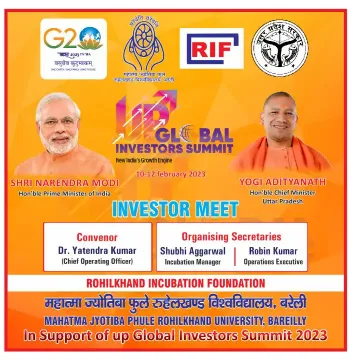 G20
वसुधैव कुटुम्बकम्
RIF
UP GLOBAL
INVESTORS SUMMIT
New India's Growth Engine
10-12 february 2023
SHRI NARENDRA MODI
Hon'ble Prime Minister of India
YOGI ADITYANATH
Hon'ble Chief Minister
Uttar Pradesh
INVESTOR MEET
Convenor
Dr. Yatendra Kumar
(Chief Operating Officer)
Organising Secretaries
Shubhi Aggarwal
Incubation Manager
Robin Kumar
Operations Executive
ROHILKHAND INCUBATION FOUNDATION
महात्मा ज्योतिबा फुले रुहेलखण्ड विश्वविद्यालय, बरेली
MAHATMA JYOTIBA PHULE ROHILKHAND UNIVERSITY, BAREILLY
In Support of up Global Investors Summit 2023